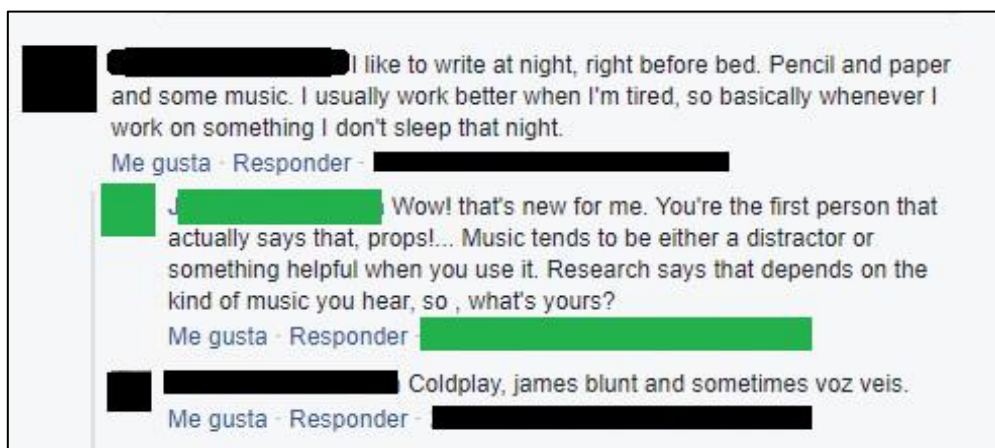 I like to write at night, right before bed. Pencil and paper
and some music. I usually work better when I'm tired, so basically whenever I
work on something I don't sleep that night.
Me gusta · Responder ·
J Wow! that's new for me. You're the first person that
actually says that, props!... Music tends to be either a distractor or
something helpful when you use it. Research says that depends on the
kind of music you hear, so , what's yours?
Me gusta · Responder ·
Coldplay, james blunt and sometimes voz veis.
Me gusta · Responder ·